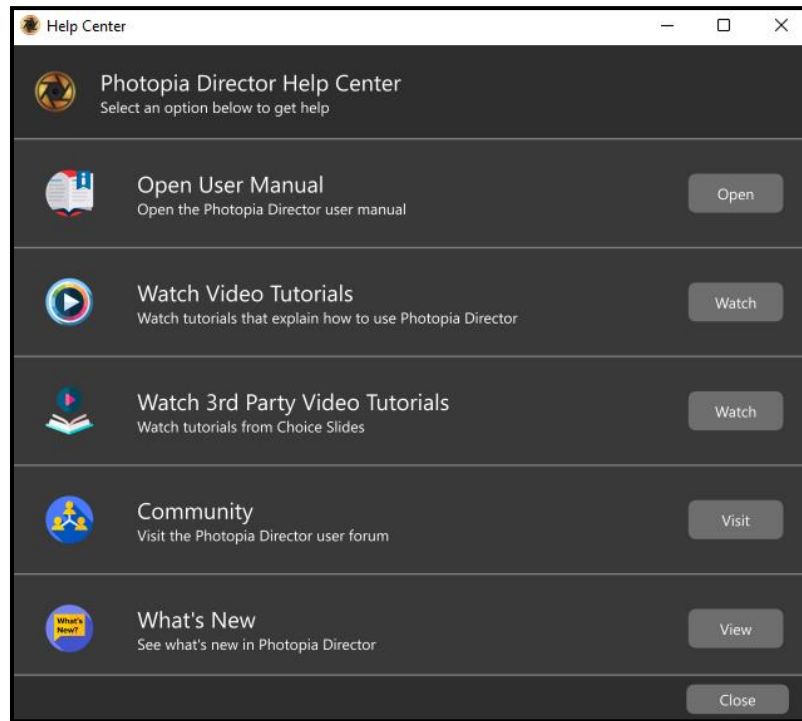 Help Center
Photopia Director Help Center
Select an option below to get help
Open User Manual
Open the Photopia Director user manual
Open
Watch Video Tutorials
Watch tutorials that explain how to use Photopia Director
Watch
Watch 3rd Party Video Tutorials
Watch tutorials from Choice Slides
Watch
Community
Visit the Photopia Director user forum
Visit
What's
New?
What's New
See what's new in Photopia Director
View
Close